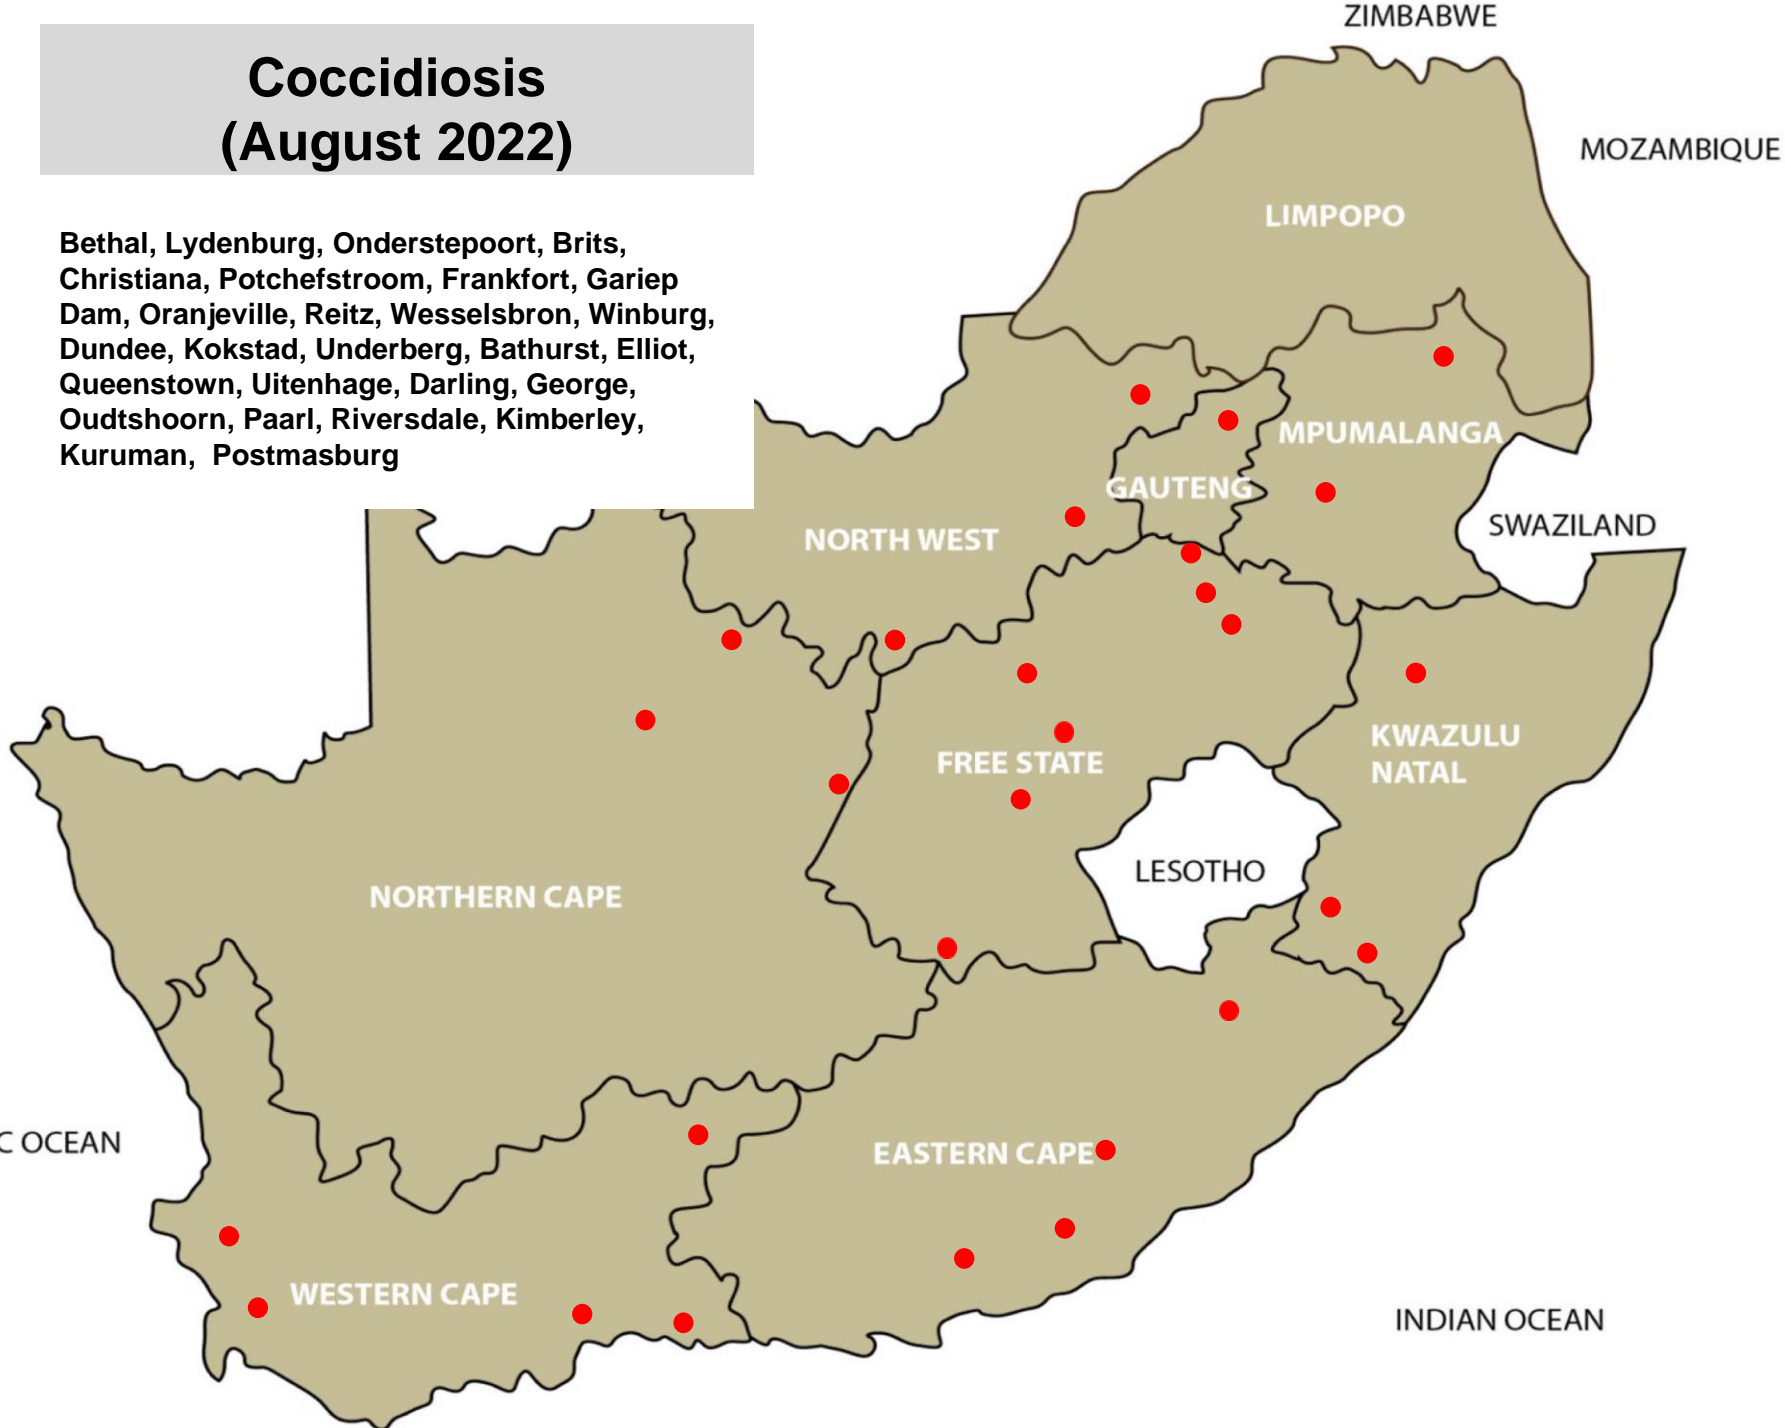 Coccidiosis
(August 2022)
Bethal, Lydenburg, Onderstepoort, Brits,
Christiana, Potchefstroom, Frankfort, Gariep
Dam, Oranjeville, Reitz, Wesselsbron, Winburg,
Dundee, Kokstad, Underberg, Bathurst, Elliot,
Queenstown, Uitenhage, Darling, George,
Oudtshoorn, Paarl, Riversdale, Kimberley,
Kuruman, Postmasburg
ZIMBABWE
MOZAMBIQUE
LIMPOPO
MPUMALANGA
GAUTENG
SWAZILAND
NORTH WEST
KWAZULU
NATAL
FREE STATE
LESOTHO
NORTHERN CAPE
C OCEAN
EASTERN CAPE
WESTERN CAPE
INDIAN OCEAN